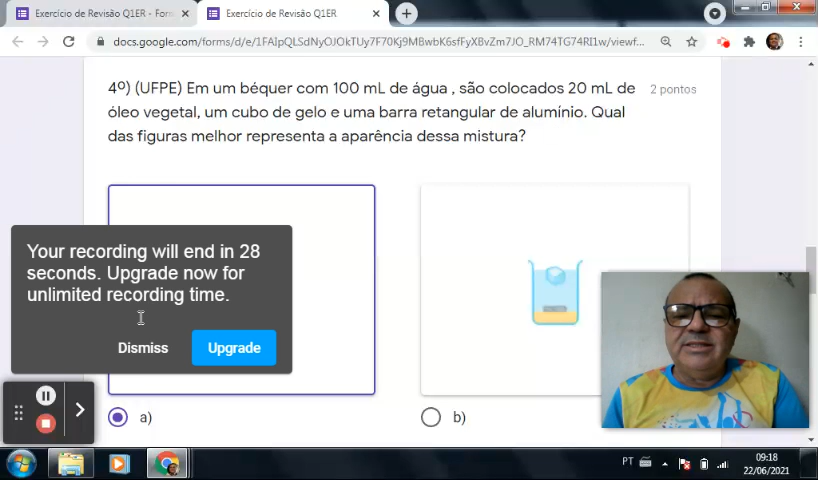 Exercício de Revisão Q1ER - Form
Exercício de Revisão Q1ER
docs.google.com/forms/d/e/1FAIpQLSdNyOJOkTUy7F70Kj9MBwbK6sfFyXBvZm7JO_RM74TG74RI1w/viewf...
4º) (UFPE) Em um béquer com 100 mL de água , são colocados 20 mL de
óleo vegetal, um cubo de gelo e uma barra retangular de alumínio. Qual
das figuras melhor representa a aparência dessa mistura?
2 pontos
Your recording will end in 28
seconds. Upgrade now for
unlimited recording time.
Dismiss
Upgrade
a)
b)
PT
09:18
22/06/2021